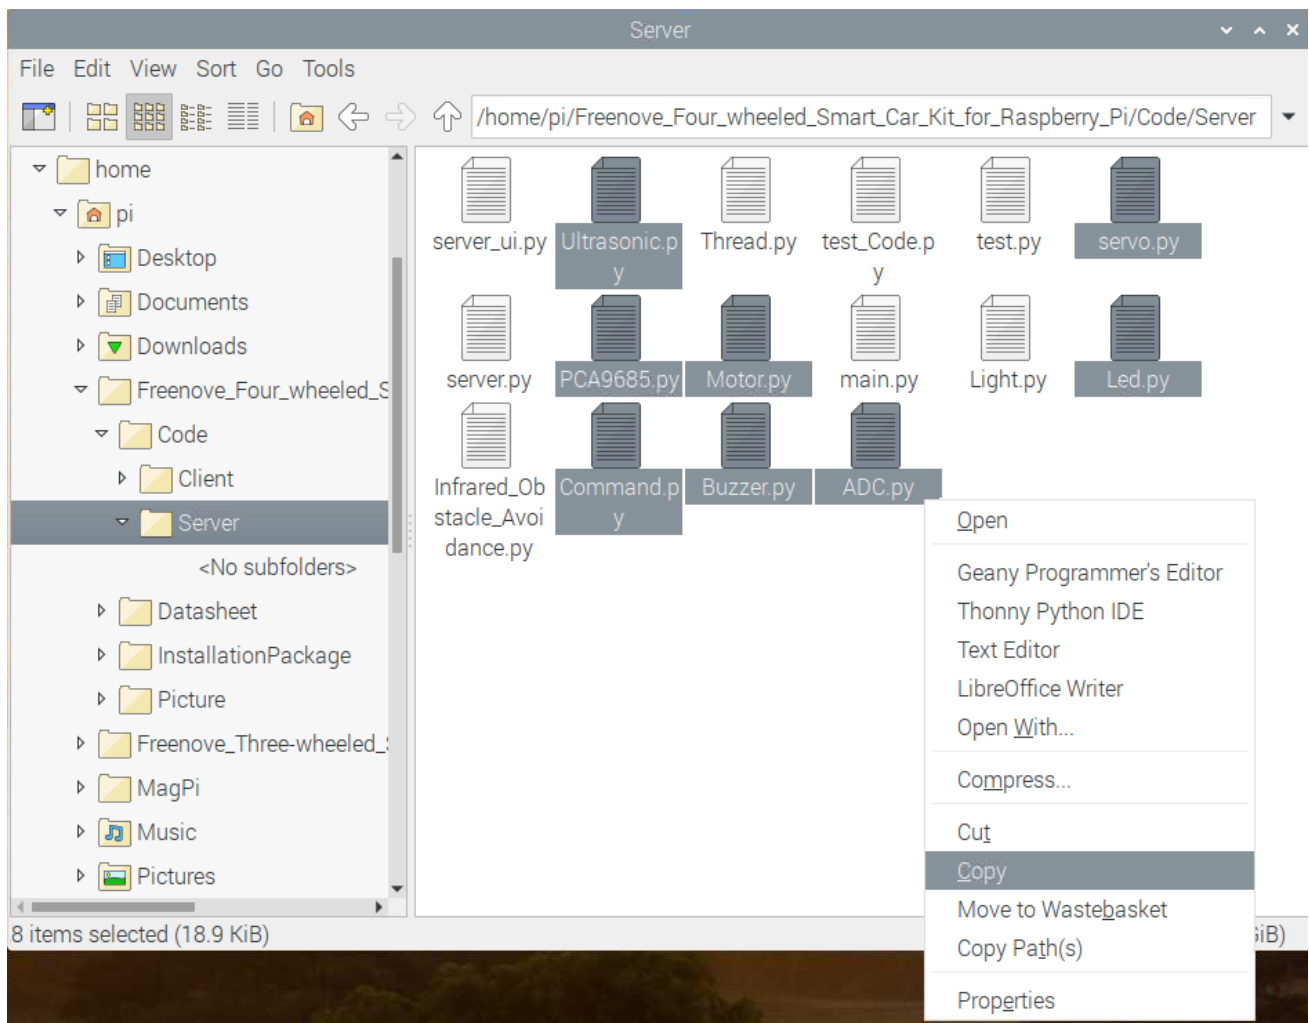 Server
File Edit View Sort Go Tools
/home/pi/Freenove_Four_wheeled_Smart_Car_Kit_for_Raspberry_Pi/Code/Server
home
pi
Desktop
Documents
Downloads
Freenove_Four_wheeled_S
Code
Client
Server
<No subfolders>
Datasheet
InstallationPackage
Picture
Freenove_Three-wheeled_
MagPi
Music
Pictures
server_ui.py
Ultrasonic.p
y
Thread.py
test_Code.p
y
test.py
servo.py
server.py
PCA9685.py
Motor.py
main.py
Light.py
Led.py
Infrared_Ob
stacle_Avoi
dance.py
Command.p
y
Buzzer.py
ADC.py
Open
Geany Programmer's Editor
Thonny Python IDE
Text Editor
LibreOffice Writer
Open With...
Compress...
Cut
Copy
Move to Wastebasket
Copy Path(s)
Properties
8 items selected (18.9 KiB)
iB)